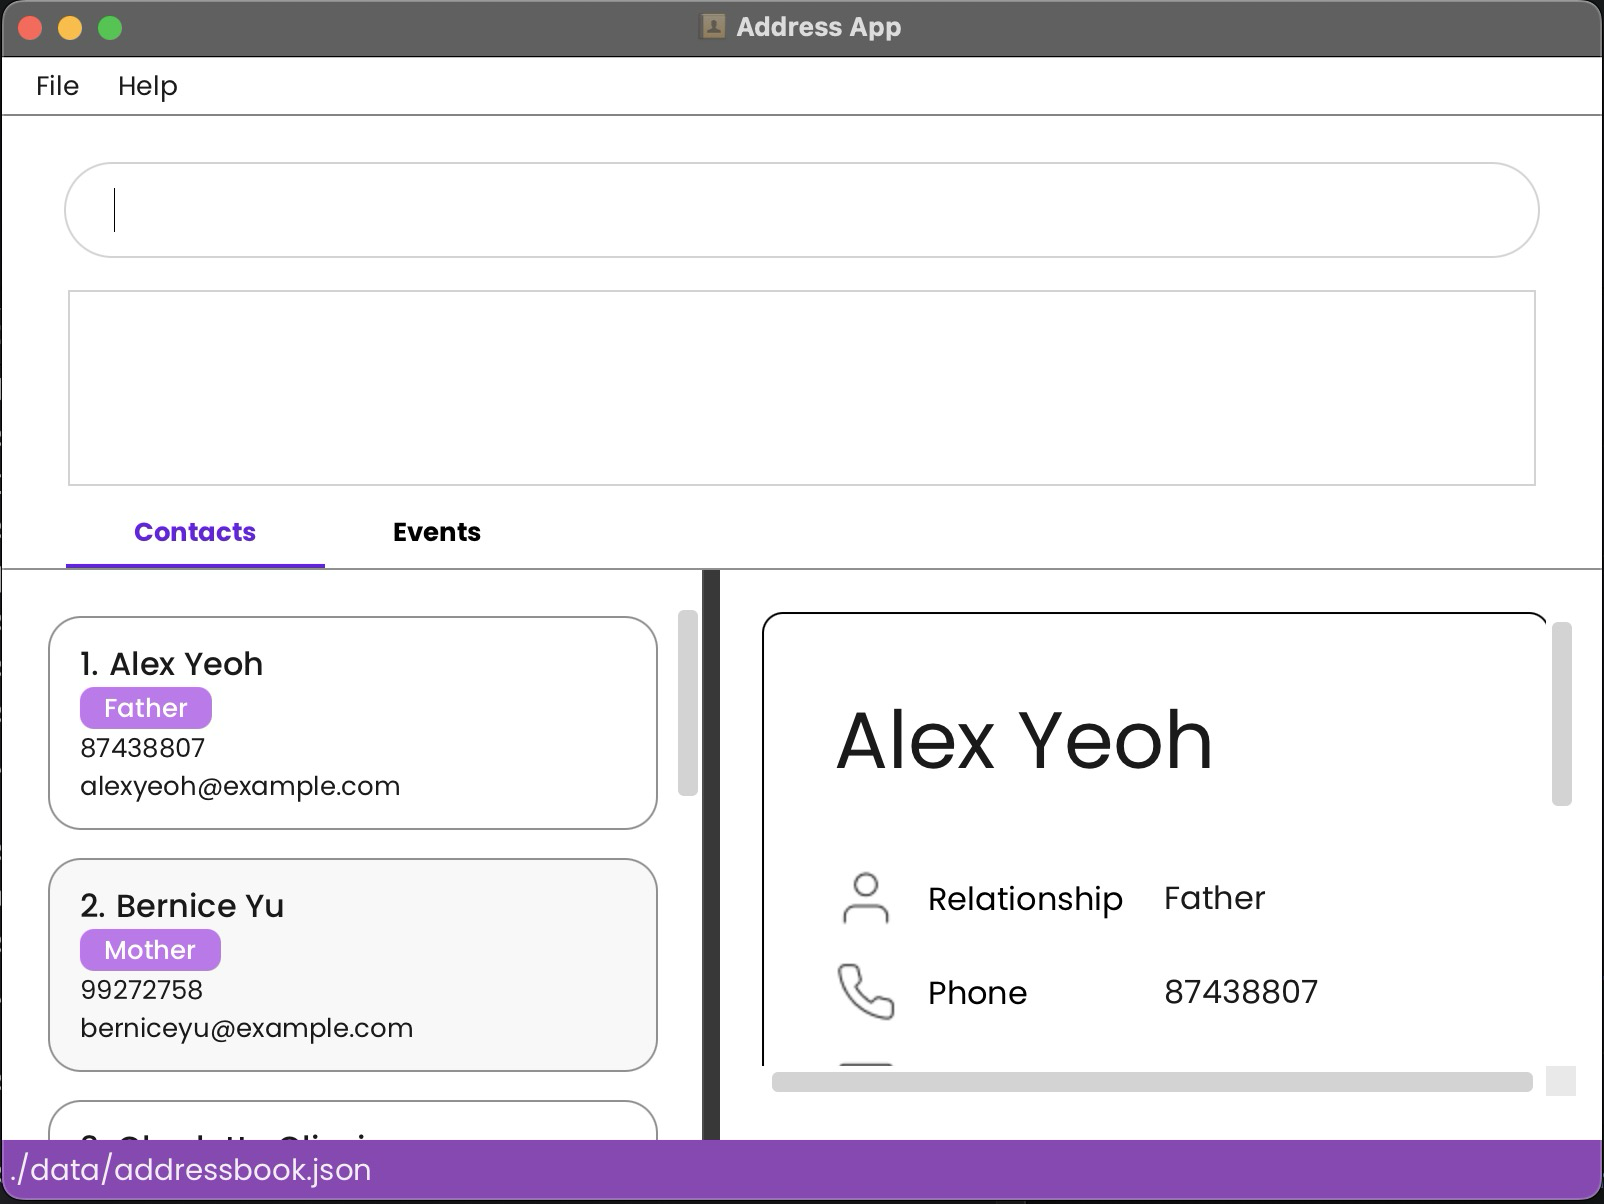 Address App
File Help
Contacts Events
1. Alex Yeoh
Father
87438807
alexyeoh@example.com
2. Bernice Yu
Mother
99272758
berniceyu@example.com
Alex Yeoh
Relationship Father
Phone 87438807
./data/addressbook.json